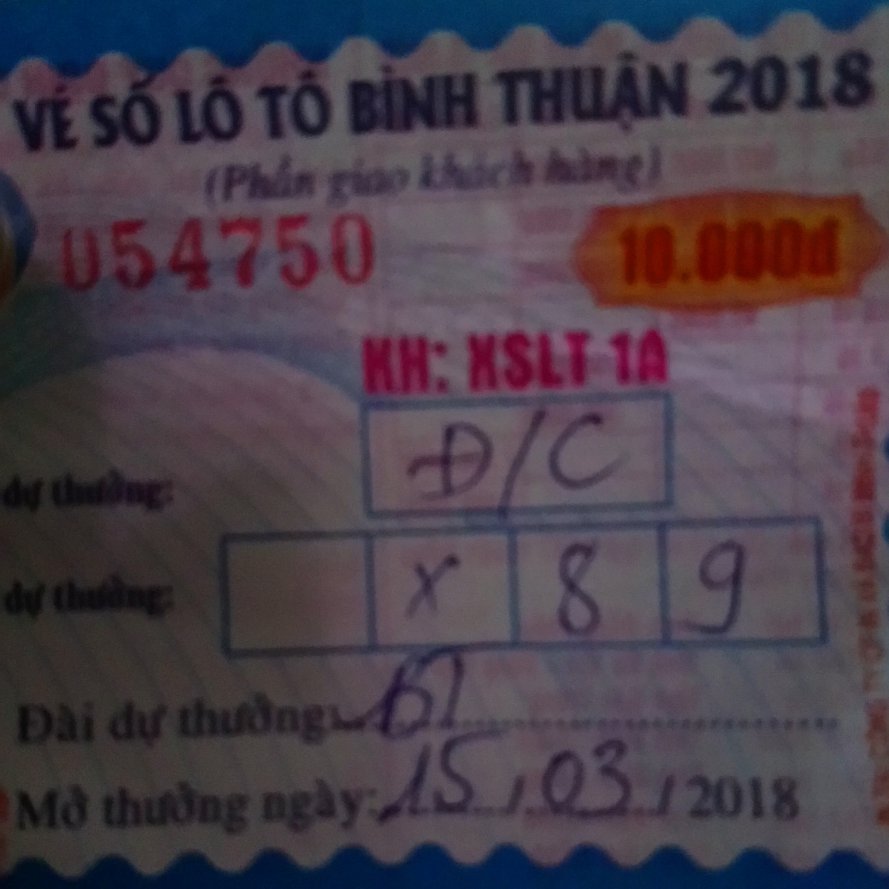 VÉ SỐ LÔ TÔ BÌNH THUẬN 2018
(Phần giao khách hàng)
054750 10.000đ
KH: XSLT 1A
dự thưởng: Đ/C
dự thưởng: X 8 9
Đài dự thưởng:
Mở thưởng ngày: 15/03/2018